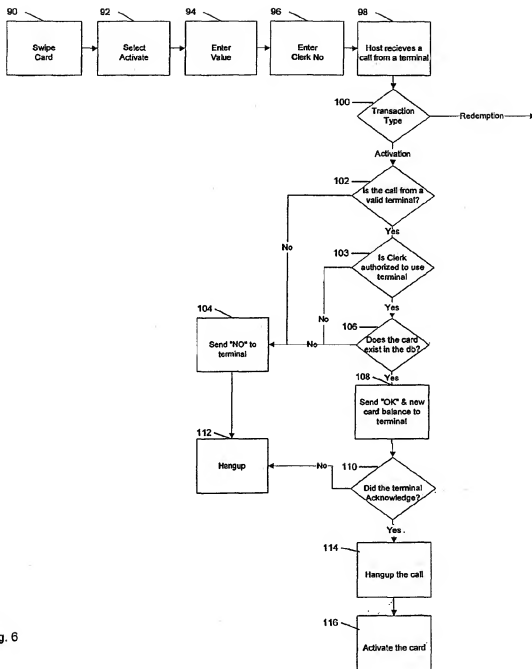 90
Swipe
Card
92
Select
Activate
94
Enter
Value
96
Enter
Clerk No
98
Host recieves a
call from a terminal
100
Transaction
Type
Redemption
Activation
102
Is the call from a
valid terminal?
No
Yes
103
Is Clerk
authorized to use
terminal
No
Yes
104
Send "NO" to
terminal
106
Does the card
exist in the db?
No
Yes
108
Send "OK" & new
card balance to
terminal
112
Hangup
110
Did the terminal
Acknowledge?
No
Yes.
114
Hangup the call
116
Activate the card
g. 6